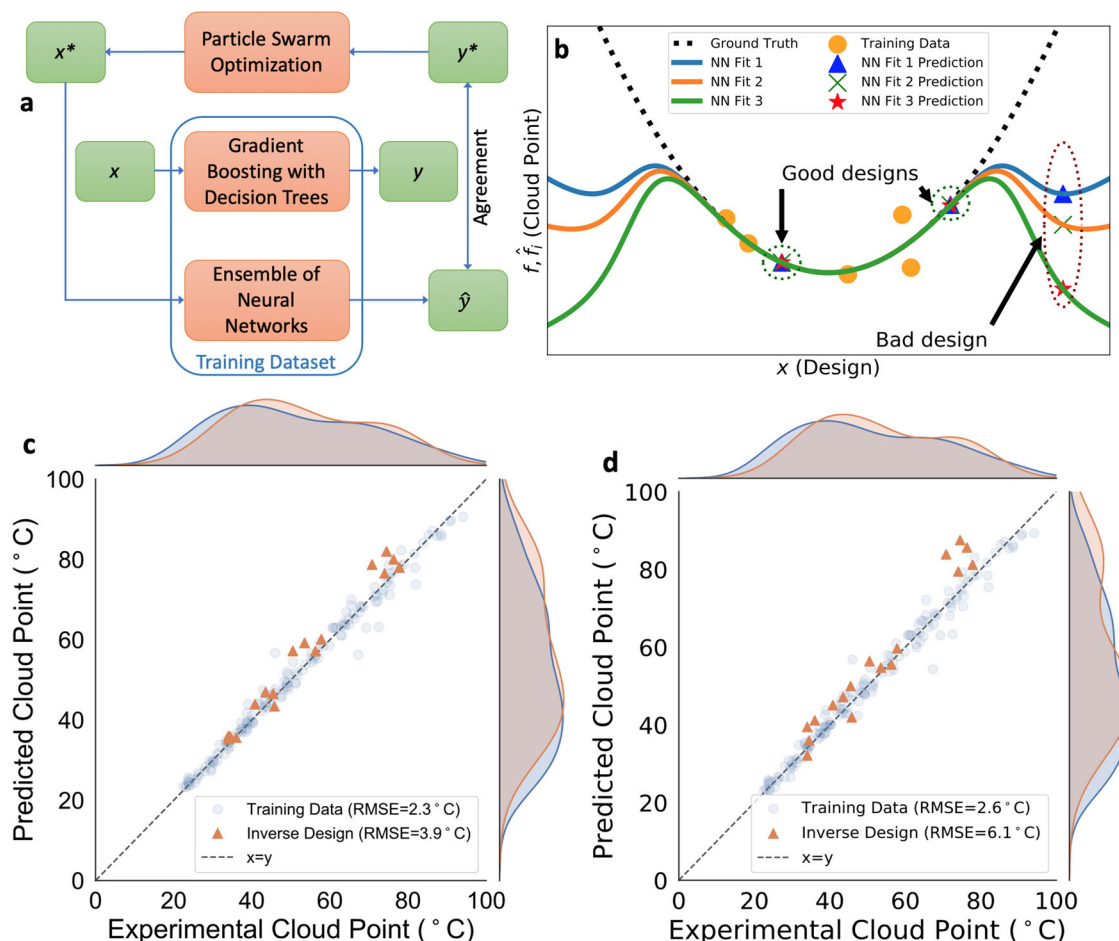 a
x*
Particle Swarm
Optimization
y*
x
Gradient
Boosting with
Decision Trees
y
Agreement
Ensemble of
Neural
Networks
ŷ
Training Dataset
b
Ground Truth
NN Fit 1
NN Fit 2
NN Fit 3
Training Data
NN Fit 1 Prediction
NN Fit 2 Prediction
NN Fit 3 Prediction
Good designs
Bad design
f, f̂ᵢ (Cloud Point)
x (Design)
c
Predicted Cloud Point (°C)
100
80
60
40
20
0
Training Data (RMSE=2.3°C)
Inverse Design (RMSE=3.9°C)
x=y
0
20
40
60
80
100
Experimental Cloud Point (°C)
d
Predicted Cloud Point (°C)
100
80
60
40
20
0
Training Data (RMSE=2.6°C)
Inverse Design (RMSE=6.1°C)
x=y
0
20
40
60
80
100
Experimental Cloud Point (°C)